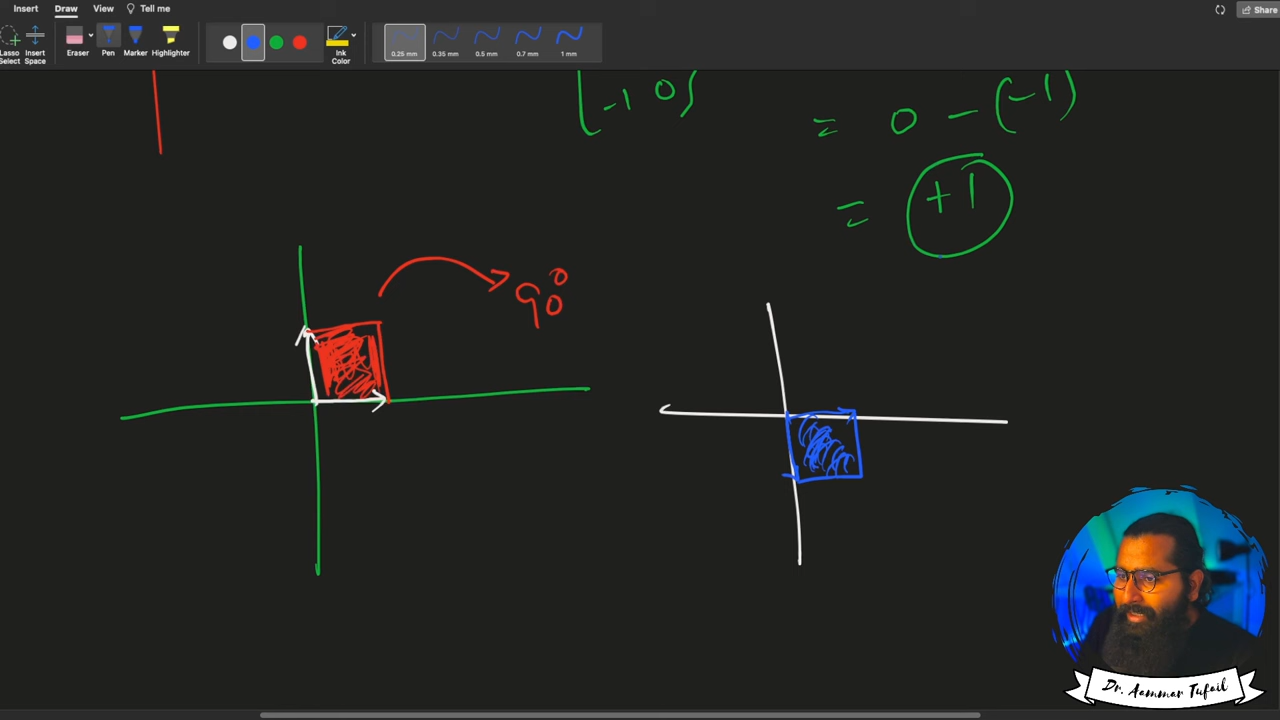 Insert Draw View Tell me
Share
Lasso Select
Insert Space
Eraser
Pen
Marker
Highlighter
Ink Color
0.25 mm
0.35 mm
0.5 mm
0.7 mm
1 mm
-1 0
= 0 - (-1)
= +1
90°
Dr. Aammar Tufail